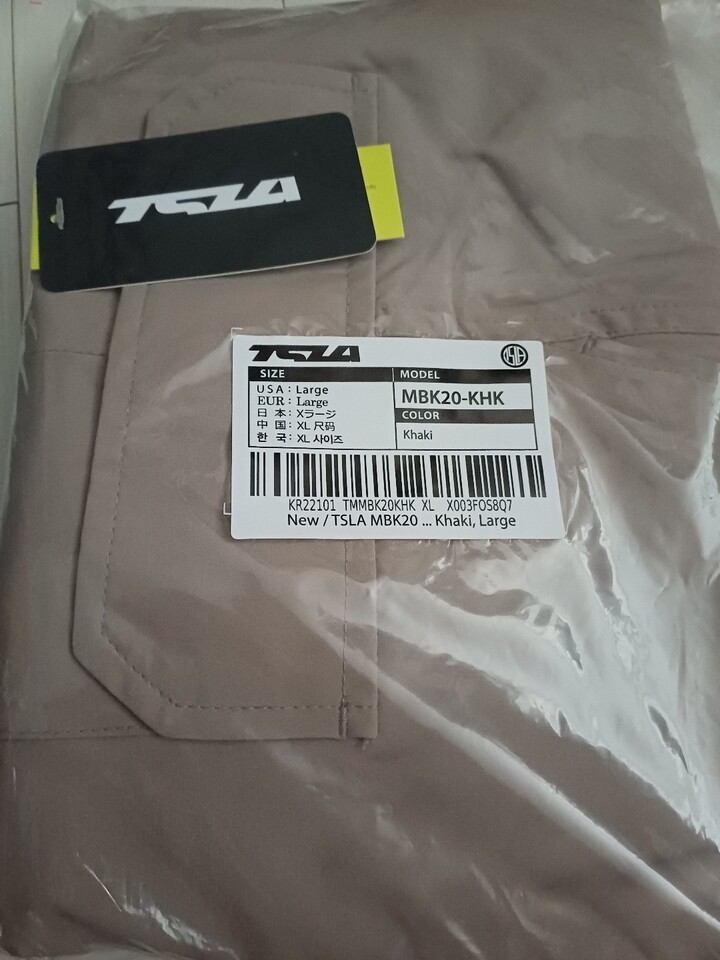 TSLA
TSLA
TSLA
SIZE
USA : Large
EUR : Large
日 本 : Xラージ
中 国 : XL 尺码
한 국 : XL 사이즈
MODEL
MBK20-KHK
COLOR
Khaki
KR22101 TMMBK20KHK XL X003FOS8Q7
New / TSLA MBK20 ... Khaki, Large